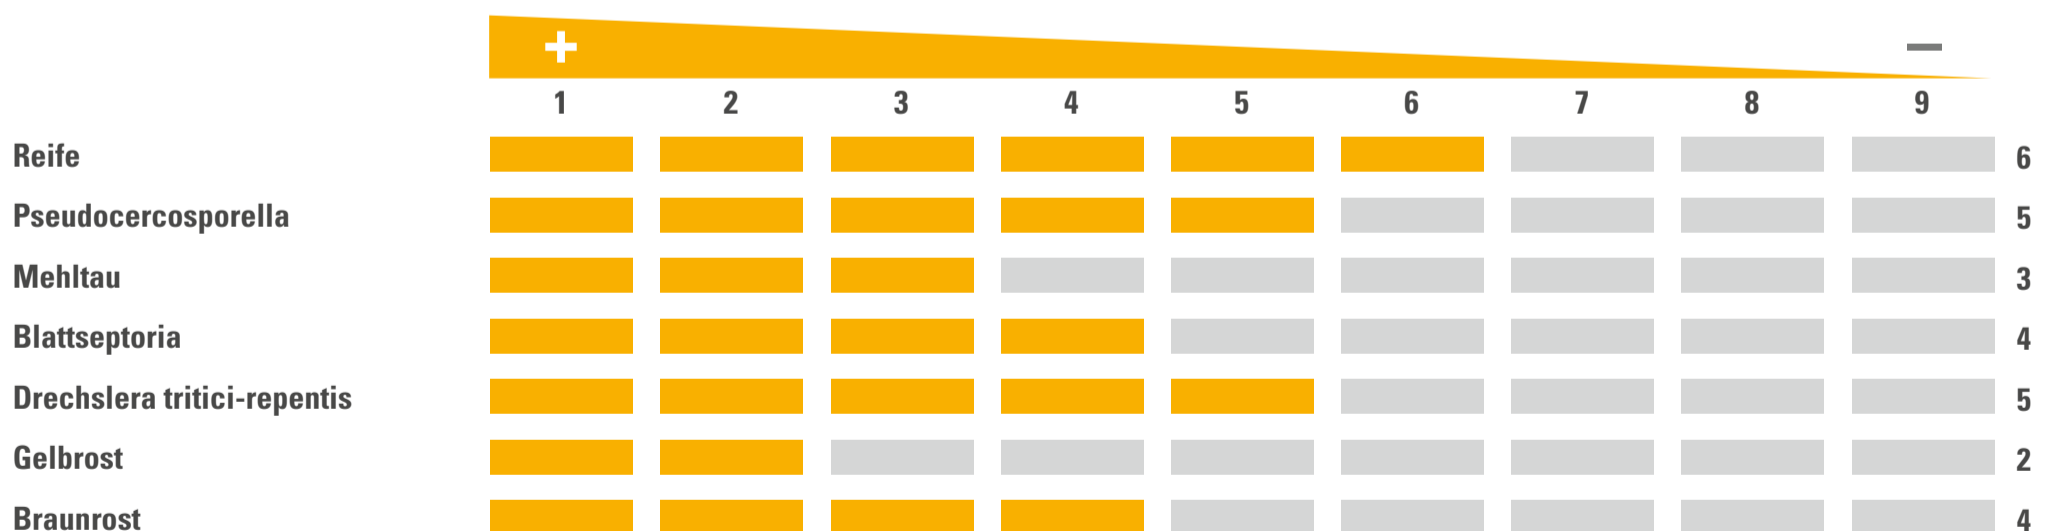 + −
1 2 3 4 5 6 7 8 9
Reife 6
Pseudocercosporella 5
Mehltau 3
Blattseptoria 4
Drechslera tritici-repentis 5
Gelbrost 2
Braunrost 4